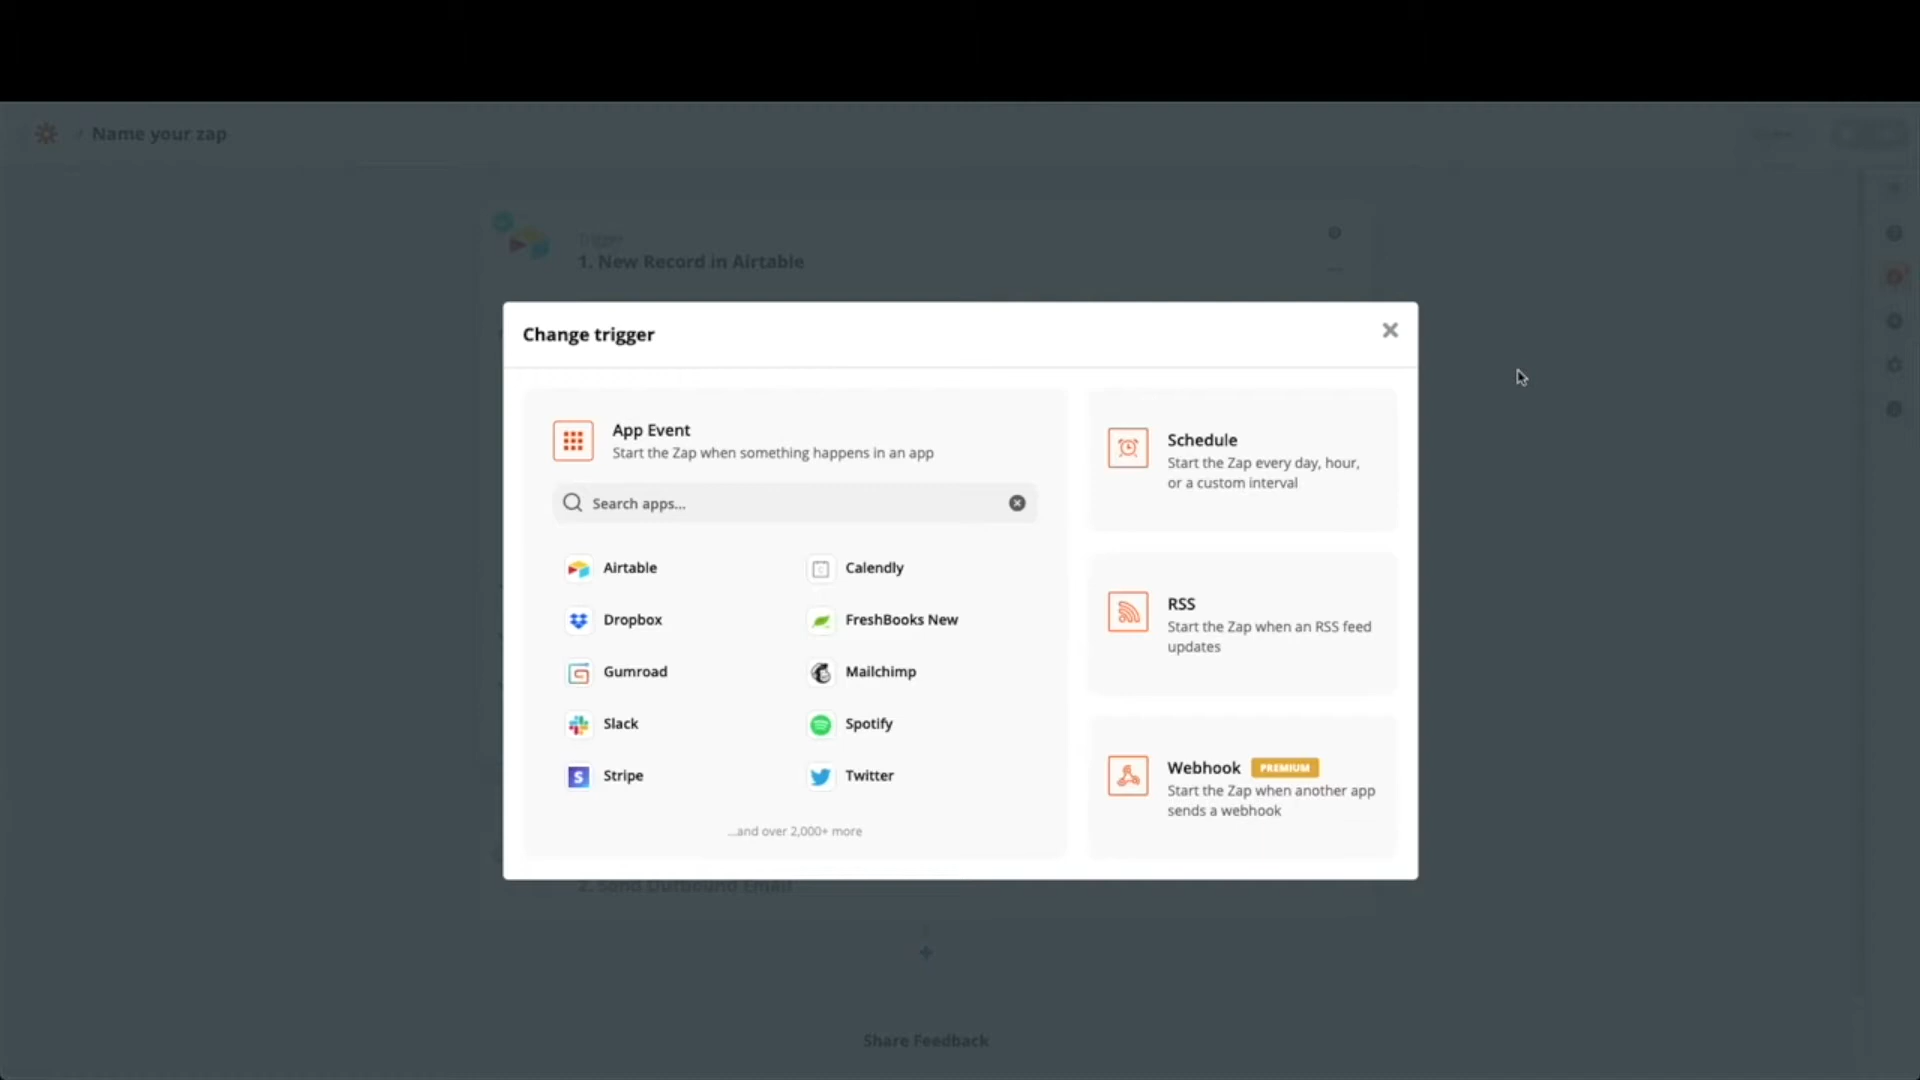 Name your zap
Trigger
1. New Record in Airtable
Change trigger
App Event
Start the Zap when something happens in an app
Search apps...
Airtable
Calendly
Dropbox
FreshBooks New
Gumroad
Mailchimp
Slack
Spotify
Stripe
Twitter
...and over 2,000+ more
Schedule
Start the Zap every day, hour,
or a custom interval
RSS
Start the Zap when an RSS feed
updates
Webhook PREMIUM
Start the Zap when another app
sends a webhook
2. Send Outbound Email
Share Feedback